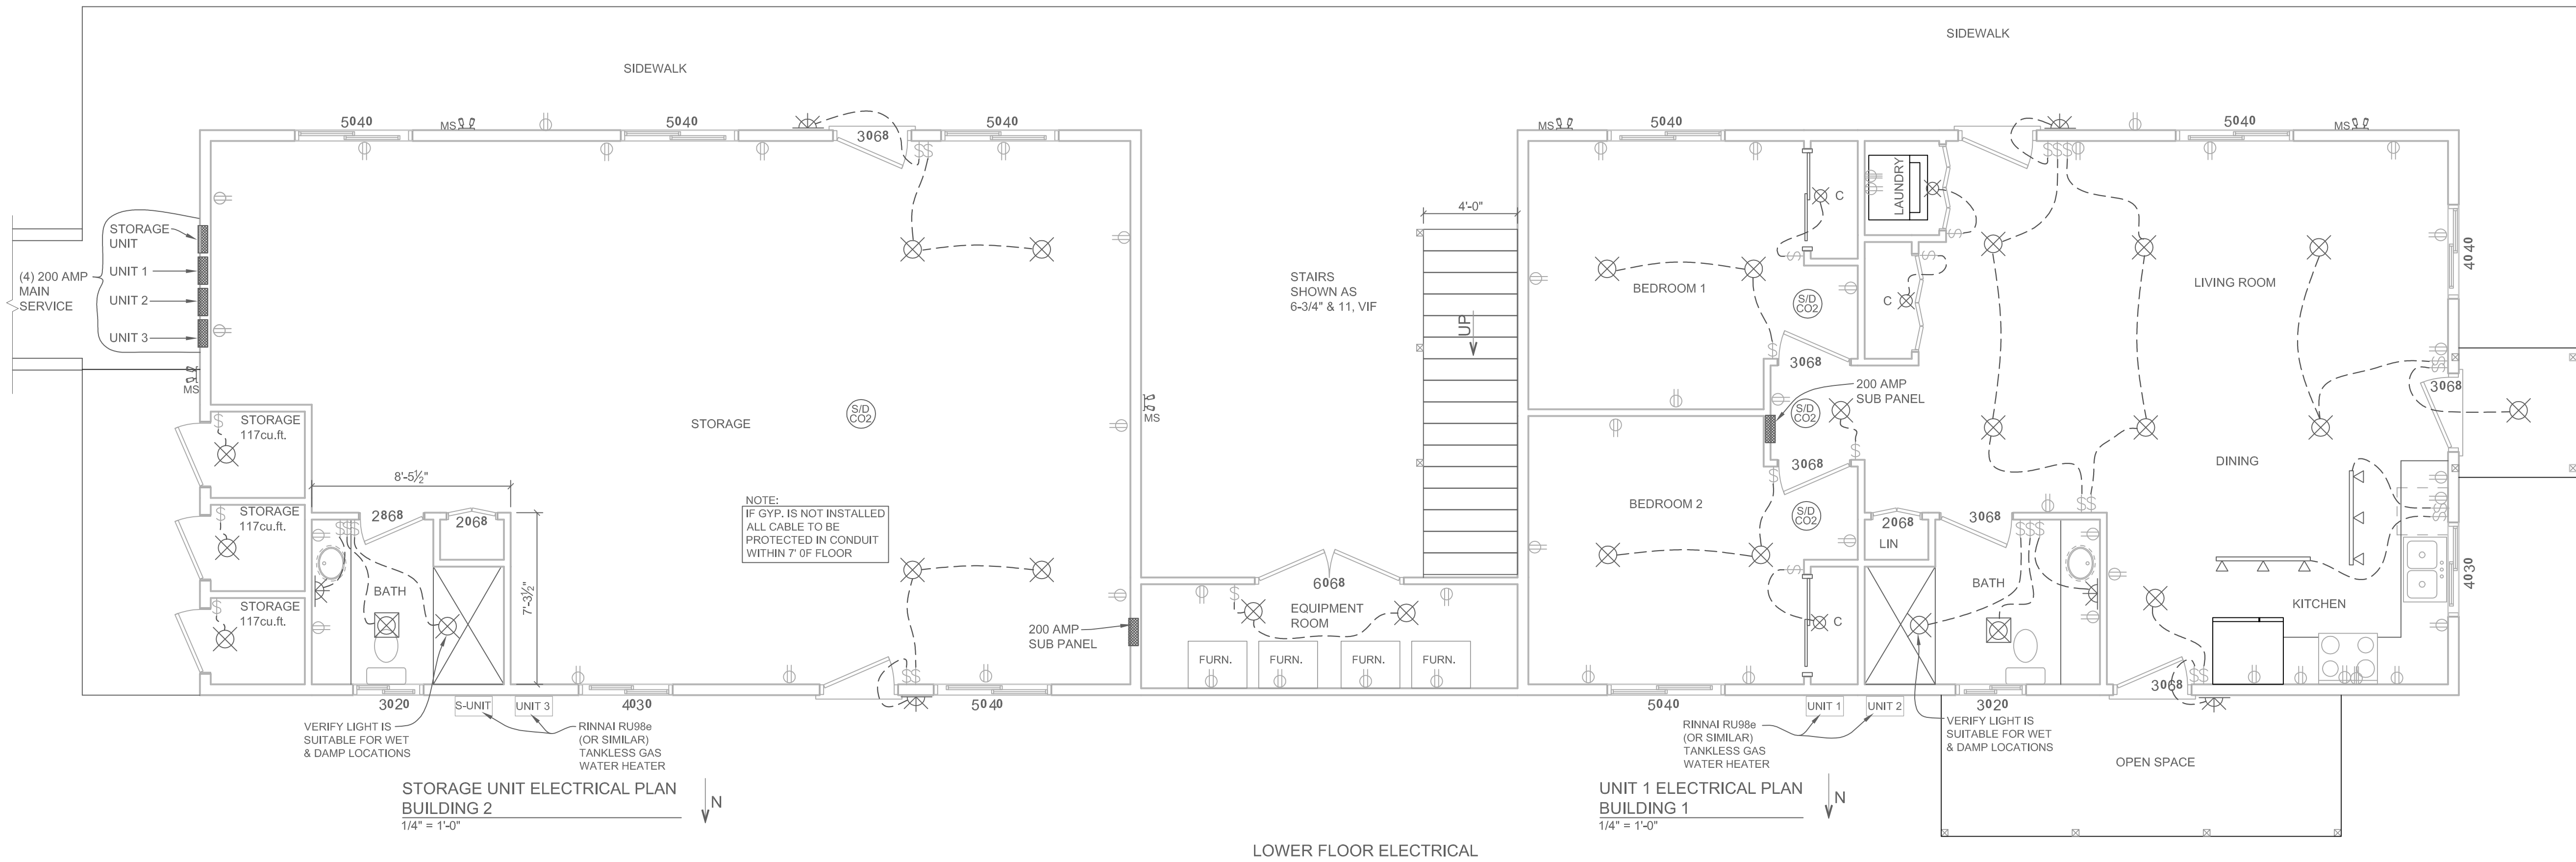 SIDEWALK
SIDEWALK
5040
MS
5040
3068
5040
MS
5040
5040
MS
$$
$$$
4'-0"
LAUNDRY
C
$
$
$
C
STORAGE
UNIT
UNIT 1
UNIT 2
UNIT 3
(4) 200 AMP
MAIN
SERVICE
MS
STAIRS
SHOWN AS
6-3/4" & 11, VIF
UP
BEDROOM 1
S/D
CO2
$
3068
LIVING ROOM
4040
$$
3068
200 AMP
SUB PANEL
S/D
CO2
$
3068
$
STORAGE
S/D
CO2
MS
$
STORAGE
117cu.ft.
$
STORAGE
117cu.ft.
$
STORAGE
117cu.ft.
8'-5½"
2868
2068
$$$
BATH
7'-3½"
NOTE:
IF GYP. IS NOT INSTALLED
ALL CABLE TO BE
PROTECTED IN CONDUIT
WITHIN 7' 0F FLOOR
200 AMP
SUB PANEL
$$
6068
$
EQUIPMENT
ROOM
FURN.
FURN.
FURN.
FURN.
BEDROOM 2
S/D
CO2
$
C
2068
LIN
3068
$$$
BATH
$$
DINING
$$
KITCHEN
4030
$$
3068
3020
S-UNIT
UNIT 3
4030
5040
VERIFY LIGHT IS
SUITABLE FOR WET
& DAMP LOCATIONS
RINNAI RU98e
(OR SIMILAR)
TANKLESS GAS
WATER HEATER
5040
UNIT 1
UNIT 2
3020
RINNAI RU98e
(OR SIMILAR)
TANKLESS GAS
WATER HEATER
VERIFY LIGHT IS
SUITABLE FOR WET
& DAMP LOCATIONS
OPEN SPACE
STORAGE UNIT ELECTRICAL PLAN
BUILDING 2
1/4" = 1'-0"
N
UNIT 1 ELECTRICAL PLAN
BUILDING 1
1/4" = 1'-0"
N
LOWER FLOOR ELECTRICAL